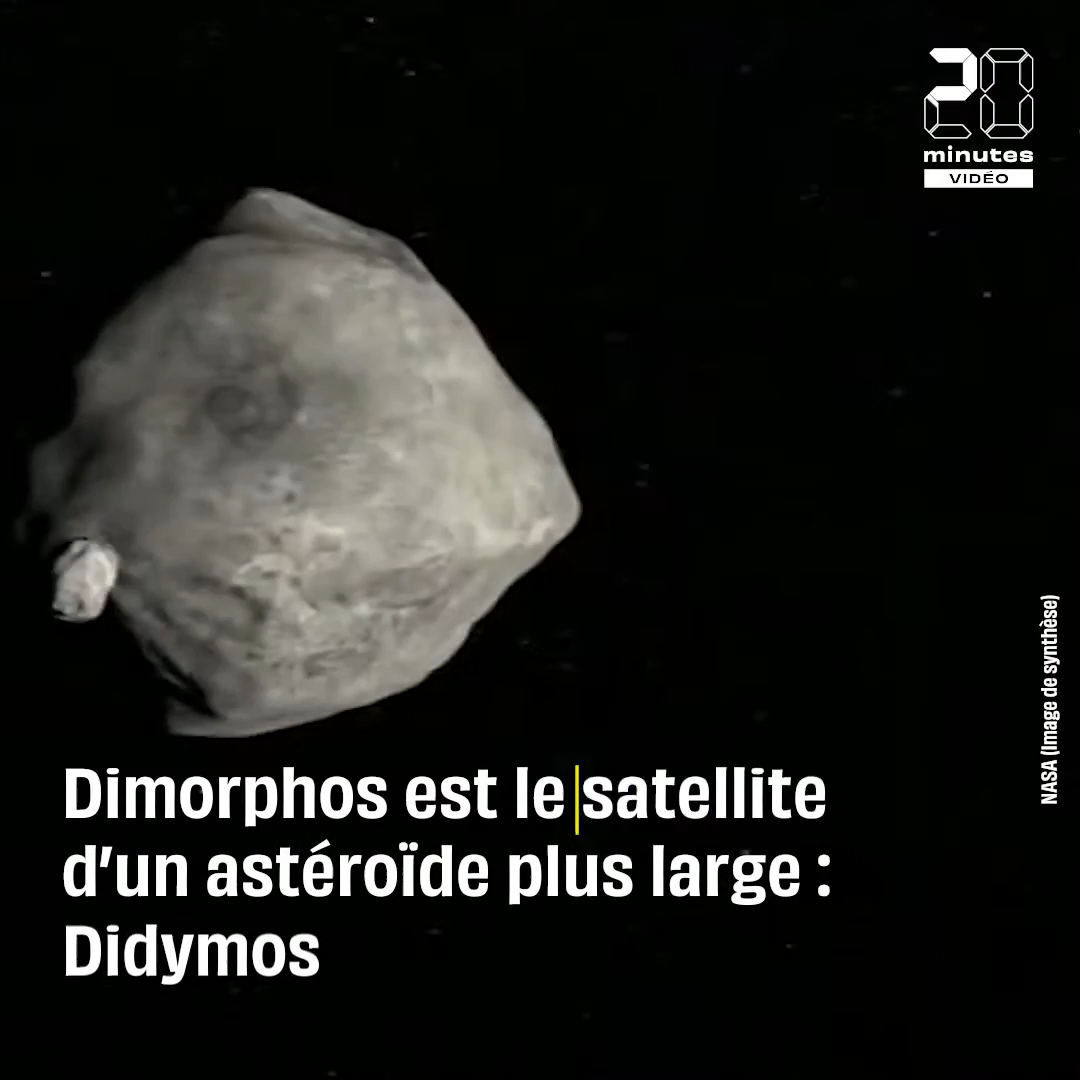 20
minutes
VIDÉO
NASA (Image de synthèse)
Dimorphos est le satellite
d’un astéroïde plus large :
Didymos